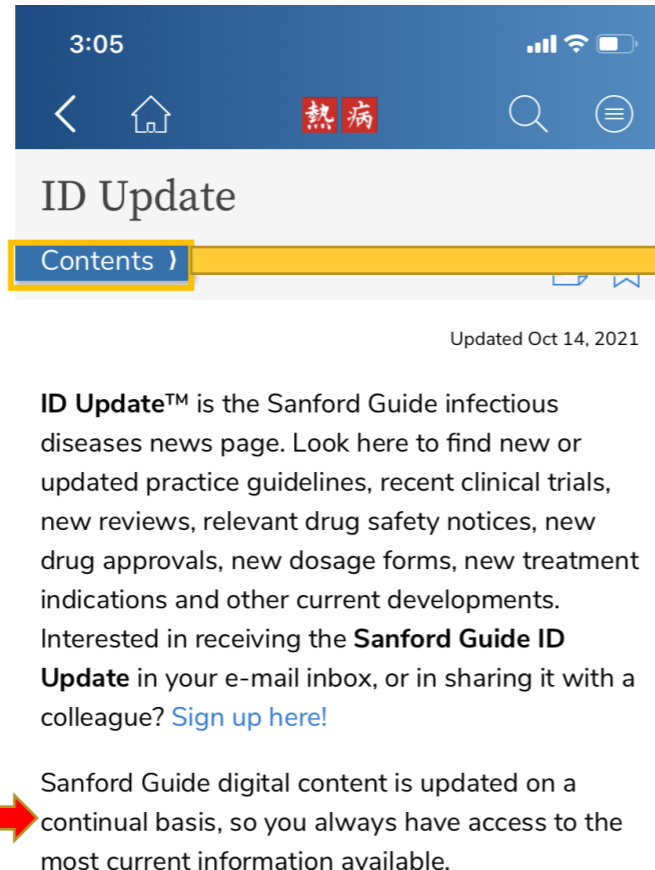 3:05
熱病
ID Update
Contents ⟩
Updated Oct 14, 2021
ID Update™ is the Sanford Guide infectious
diseases news page. Look here to find new or
updated practice guidelines, recent clinical trials,
new reviews, relevant drug safety notices, new
drug approvals, new dosage forms, new treatment
indications and other current developments.
Interested in receiving the Sanford Guide ID
Update in your e-mail inbox, or in sharing it with a
colleague? Sign up here!
Sanford Guide digital content is updated on a
continual basis, so you always have access to the
most current information available.